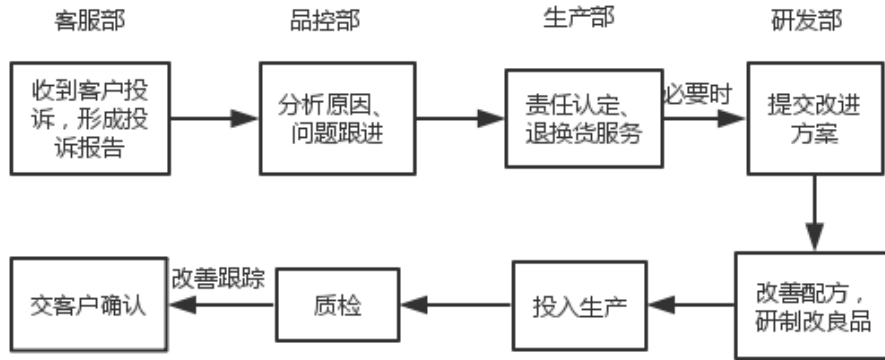 客服部
品控部
生产部
研发部
收到客户投
诉，形成投
诉报告
分析原因、
问题跟进
责任认定、
退换货服务
必要时
提交改进
方案
改善配方，
研制改良品
投入生产
质检
改善跟踪
交客户确认